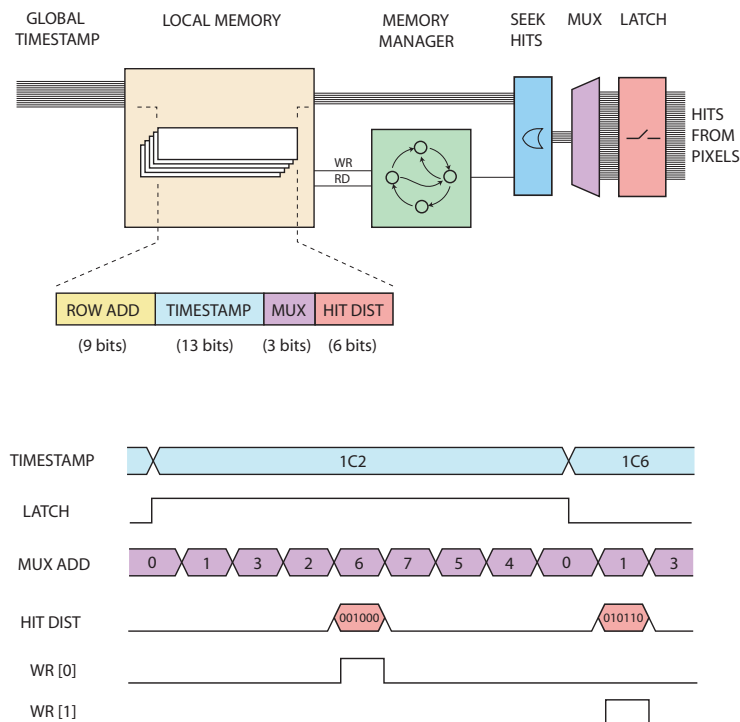 GLOBAL TIMESTAMP
LOCAL MEMORY
MEMORY MANAGER
SEEK HITS
MUX
LATCH
WR
RD
HITS FROM PIXELS
ROW ADD
TIMESTAMP
MUX
HIT DIST
(9 bits)
(13 bits)
(3 bits)
(6 bits)
TIMESTAMP
1C2
1C6
LATCH
MUX ADD
0 1 3 2 6 7 5 4 0 1 3
HIT DIST
001000
010110
WR [0]
WR [1]